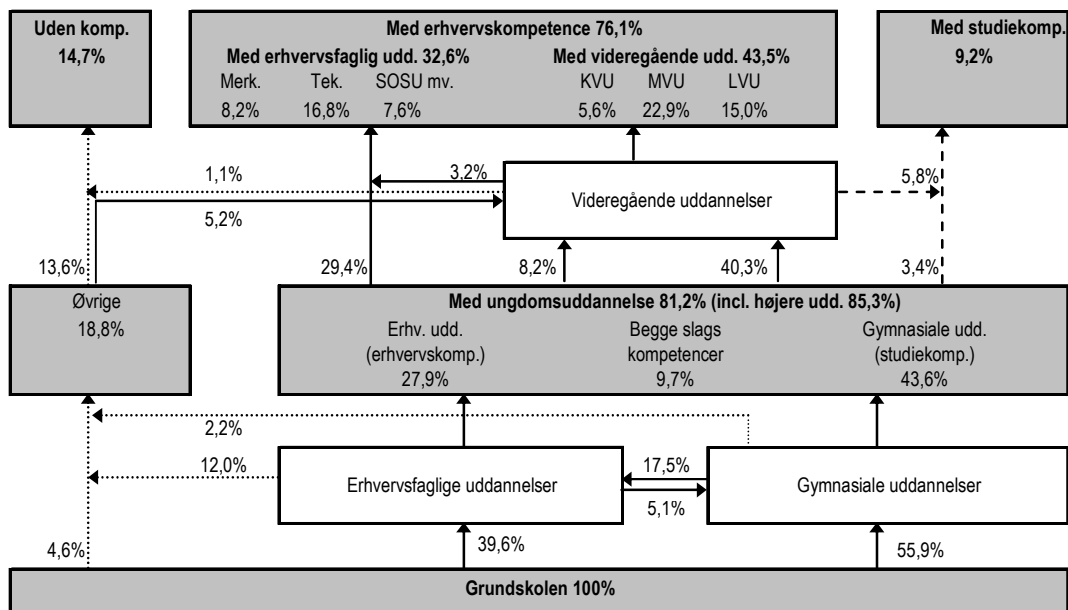 Uden komp.
14,7%
Med erhvervskompetence 76,1%
Med erhvervsfaglig udd. 32,6%
Med videregående udd. 43,5%
Merk.
Tek.
SOSU mv.
KVU
MVU
LVU
8,2%
16,8%
7,6%
5,6%
22,9%
15,0%
Med studiekomp.
9,2%
1,1%
3,2%
5,2%
Videregående uddannelser
5,8%
13,6%
29,4%
8,2%
40,3%
3,4%
Øvrige
18,8%
Med ungdomsuddannelse 81,2% (incl. højere udd. 85,3%)
Erhv. udd.
(erhvervskomp.)
27,9%
Begge slags
kompetencer
9,7%
Gymnasiale udd.
(studiekomp.)
43,6%
2,2%
12,0%
Erhvervsfaglige uddannelser
17,5%
5,1%
Gymnasiale uddannelser
4,6%
39,6%
55,9%
Grundskolen 100%